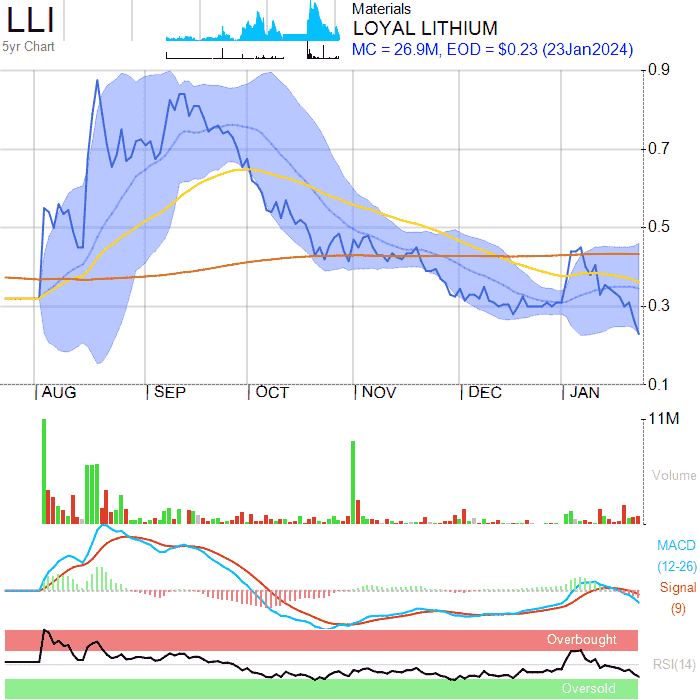 LLI
5yr Chart
Materials
LOYAL LITHIUM
MC = 26.9M, EOD = $0.23 (23Jan2024)
0.9
0.7
0.5
0.3
0.1
AUG SEP OCT NOV DEC JAN
11M
Volume
MACD
(12-26)
Signal
(9)
Overbought
RSI(14)
Oversold